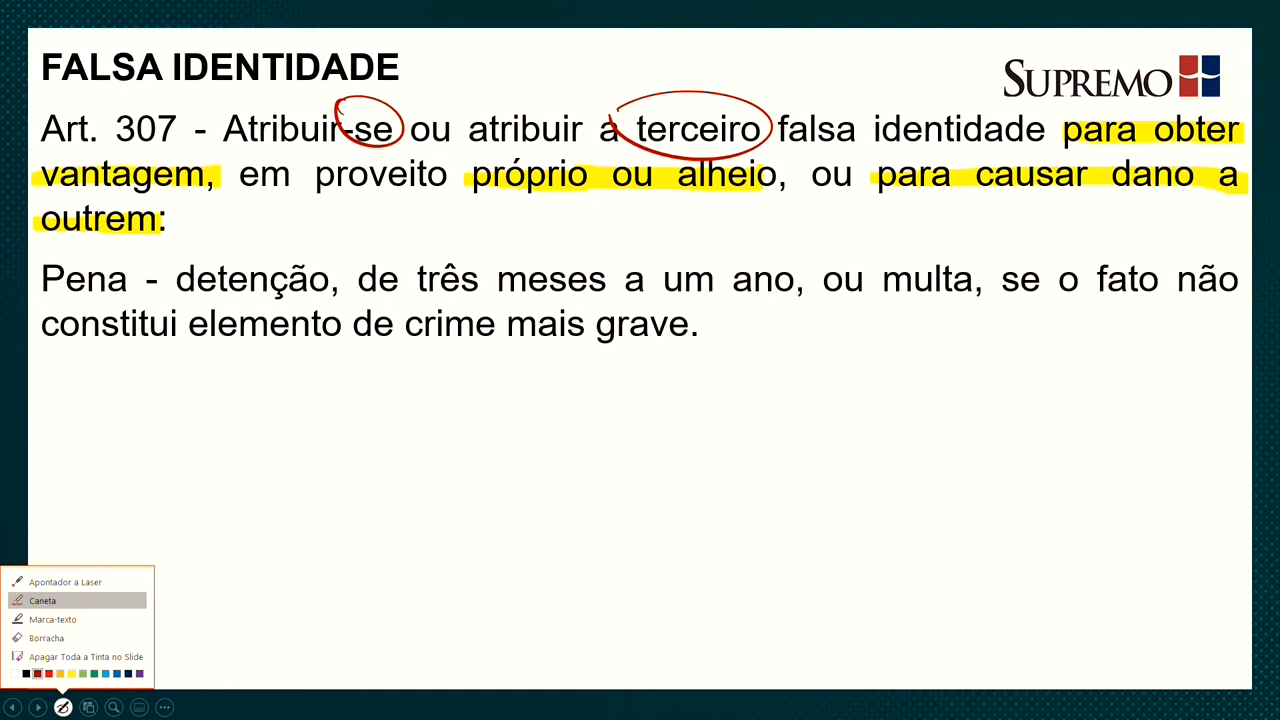 FALSA IDENTIDADE
SUPREMO
Art. 307 - Atribuir-se ou atribuir a terceiro falsa identidade para obter
vantagem, em proveito próprio ou alheio, ou para causar dano a
outrem:
Pena - detenção, de três meses a um ano, ou multa, se o fato não
constitui elemento de crime mais grave.
Apontador a Laser
Caneta
Marca-texto
Borracha
Apagar Toda a Tinta no Slide